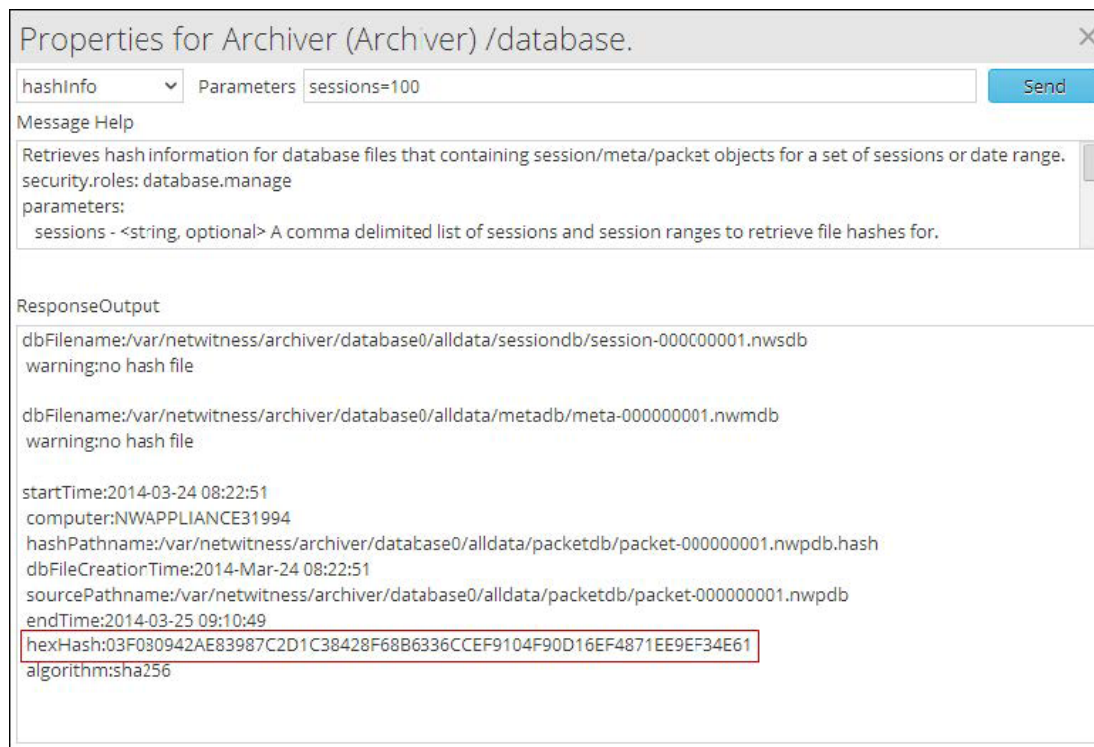 Properties for Archiver (Archiver) /database.
hashInfo Parameters sessions=100 Send
Message Help
Retrieves hash information for database files that containing session/meta/packet objects for a set of sessions or date range.
security.roles: database.manage
parameters:
sessions - <string, optional> A comma delimited list of sessions and session ranges to retrieve file hashes for.
ResponseOutput
dbFilename:/var/netwitness/archiver/database0/alldata/sessiondb/session-000000001.nwsdb
warning:no hash file
dbFilename:/var/netwitness/archiver/database0/alldata/metadb/meta-000000001.nwmdb
warning:no hash file
startTime:2014-03-24 08:22:51
computer:NWAPPLIANCE31994
hashPathname:/var/netwitness/archiver/database0/alldata/packetdb/packet-000000001.nwpdb.hash
dbFileCreationTime:2014-Mar-24 08:22:51
sourcePathname:/var/netwitness/archiver/database0/alldata/packetdb/packet-000000001.nwpdb
endTime:2014-03-25 09:10:49
hexHash:03F080942AE83987C2D1C38428F68B6336CCEF9104F90D16EF4871EE9EF34E61
algorithm:sha256